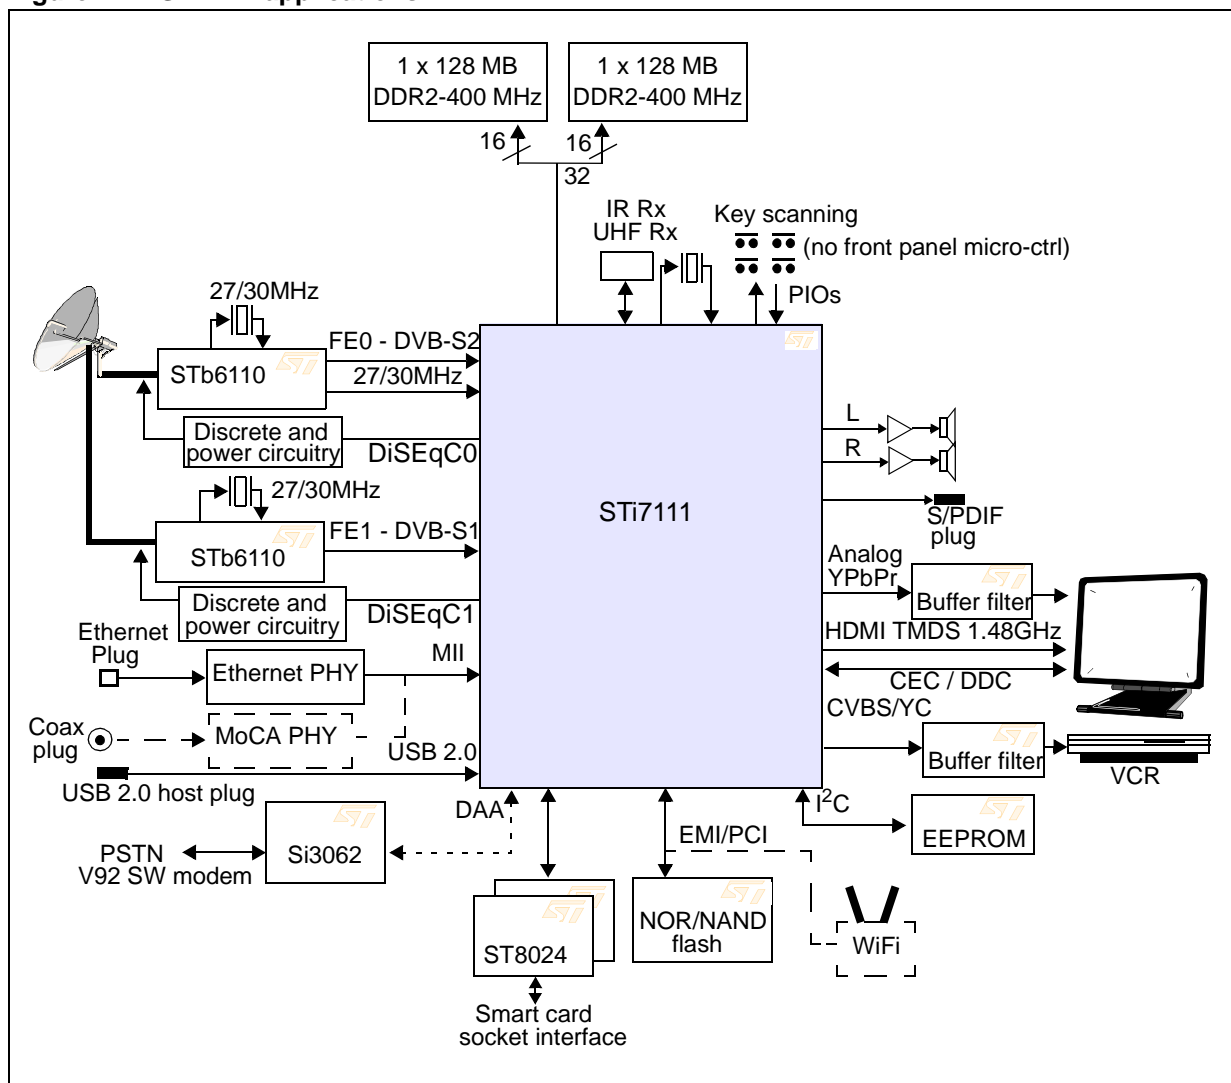 1 x 128 MB
DDR2-400 MHz
1 x 128 MB
DDR2-400 MHz
16
16
32
IR Rx
UHF Rx
Key scanning
(no front panel micro-ctrl)
PIOs
27/30MHz
FE0 - DVB-S2
STb6110
27/30MHz
Discrete and
power circuitry
DiSEqC0
27/30MHz
FE1 - DVB-S1
STb6110
Discrete and
power circuitry
DiSEqC1
STi7111
L
R
S/PDIF
plug
Analog
YPbPr
Buffer filter
HDMI TMDS 1.48GHz
CEC / DDC
CVBS/YC
Buffer filter
VCR
Ethernet
Plug
Ethernet PHY
MII
Coax
plug
MoCA PHY
USB 2.0
USB 2.0 host plug
DAA
PSTN
V92 SW modem
Si3062
ST8024
Smart card
socket interface
EMI/PCI
NOR/NAND
flash
WiFi
I2C
EEPROM